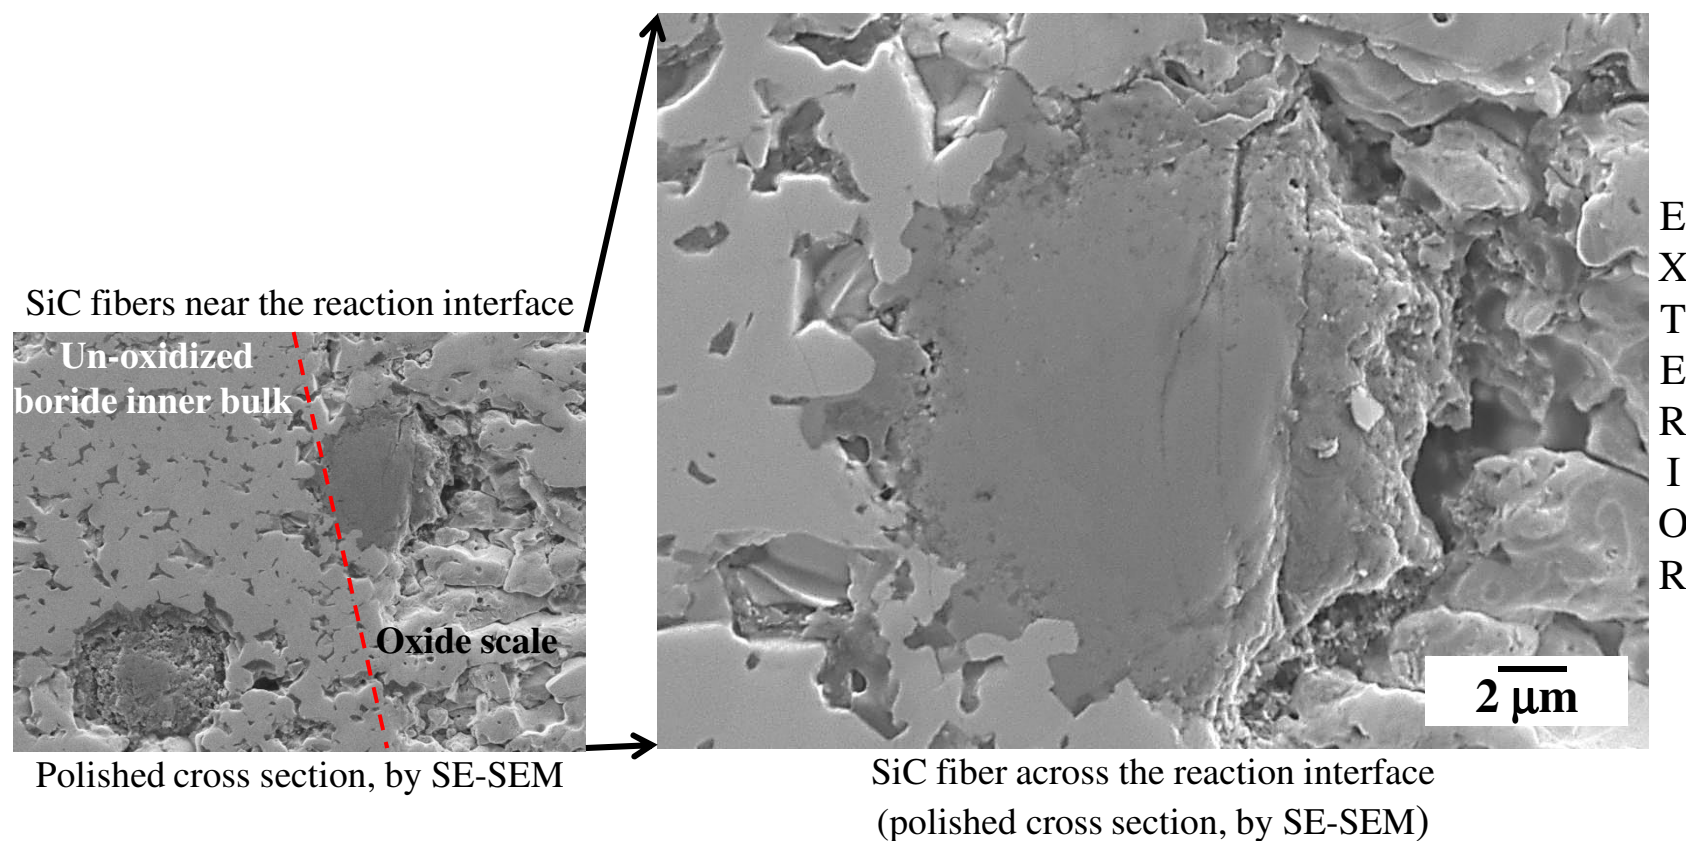 SiC fibers near the reaction interface
Un-oxidized
boride inner bulk
Oxide scale
Polished cross section, by SE-SEM
EXTERIOR
2 μm
SiC fiber across the reaction interface
(polished cross section, by SE-SEM)